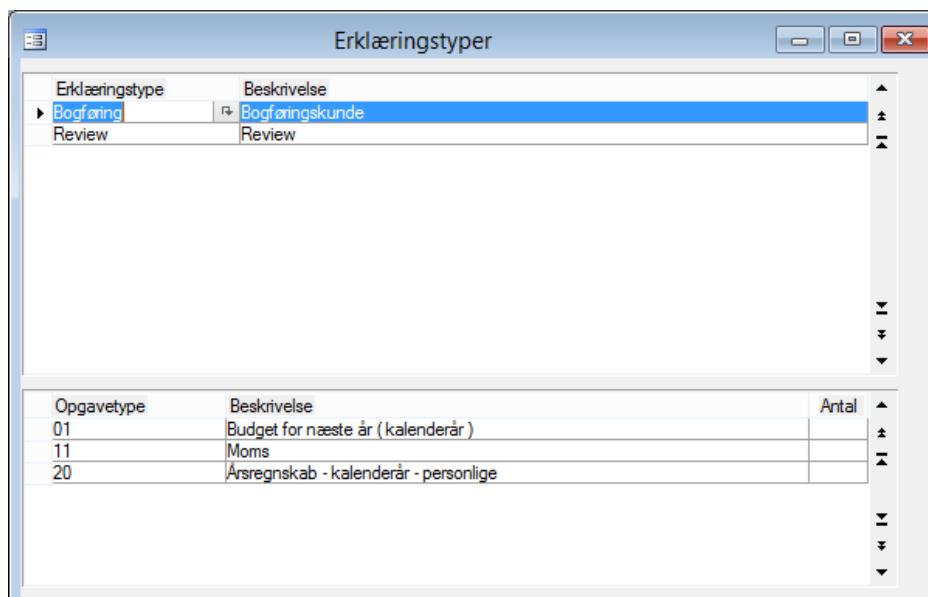 Erklæringstyper
Erklæringstype Beskrivelse
Bogføring Bogføringskunde
Review Review
Opgavetype Beskrivelse Antal
01 Budget for næste år ( kalenderår )
11 Moms
20 Årsregnskab - kalenderår - personlige